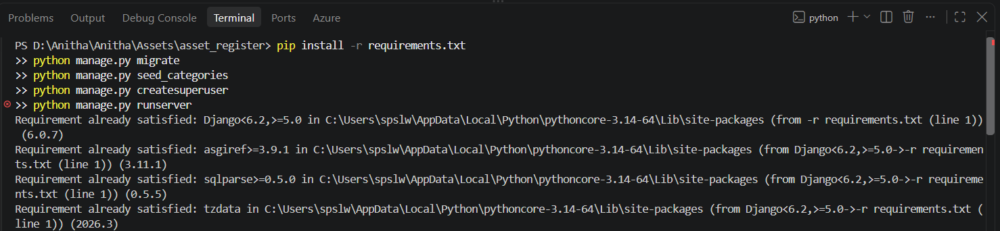 Problems Output Debug Console Terminal Ports Azure python
PS D:\Anitha\Anitha\Assets\asset_register> pip install -r requirements.txt
>> python manage.py migrate
>> python manage.py seed_categories
>> python manage.py createsuperuser
>> python manage.py runserver
Requirement already satisfied: Django<6.2,>=5.0 in C:\Users\spslw\AppData\Local\Python\pythoncore-3.14-64\Lib\site-packages (from -r requirements.txt (line 1))
(6.0.7)
Requirement already satisfied: asgiref>=3.9.1 in C:\Users\spslw\AppData\Local\Python\pythoncore-3.14-64\Lib\site-packages (from Django<6.2,>=5.0->-r requiremen
ts.txt (line 1)) (3.11.1)
Requirement already satisfied: sqlparse>=0.5.0 in C:\Users\spslw\AppData\Local\Python\pythoncore-3.14-64\Lib\site-packages (from Django<6.2,>=5.0->-r requireme
nts.txt (line 1)) (0.5.5)
Requirement already satisfied: tzdata in C:\Users\spslw\AppData\Local\Python\pythoncore-3.14-64\Lib\site-packages (from Django<6.2,>=5.0->-r requirements.txt (
line 1)) (2026.3)